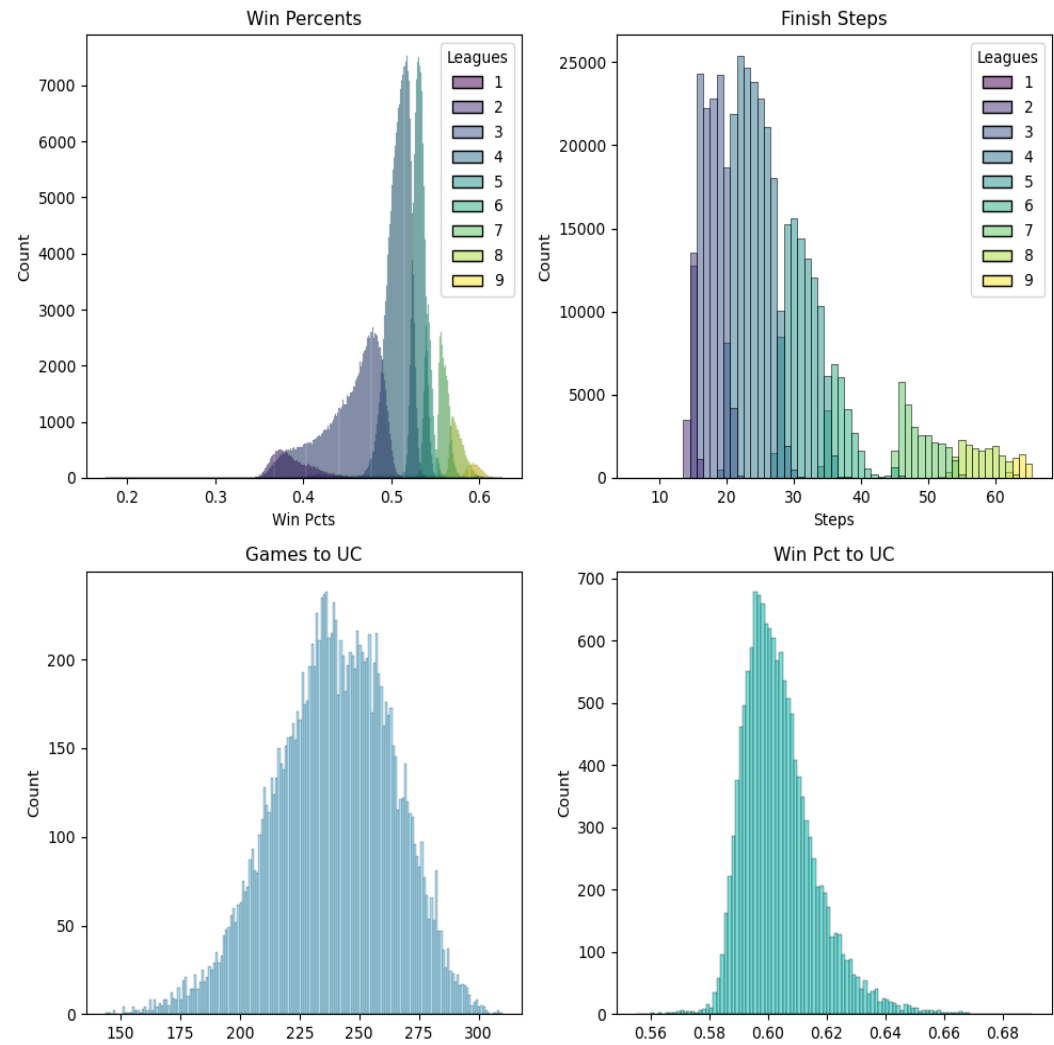 Win Percents
Count
7000
6000
5000
4000
3000
2000
1000
0
0.2 0.3 0.4 0.5 0.6
Win Pcts
Leagues
1
2
3
4
5
6
7
8
9
Finish Steps
Count
25000
20000
15000
10000
5000
0
10 20 30 40 50 60
Steps
Leagues
1
2
3
4
5
6
7
8
9
Games to UC
Count
200
150
100
50
0
150 175 200 225 250 275 300
Win Pct to UC
Count
700
600
500
400
300
200
100
0
0.56 0.58 0.60 0.62 0.64 0.66 0.68